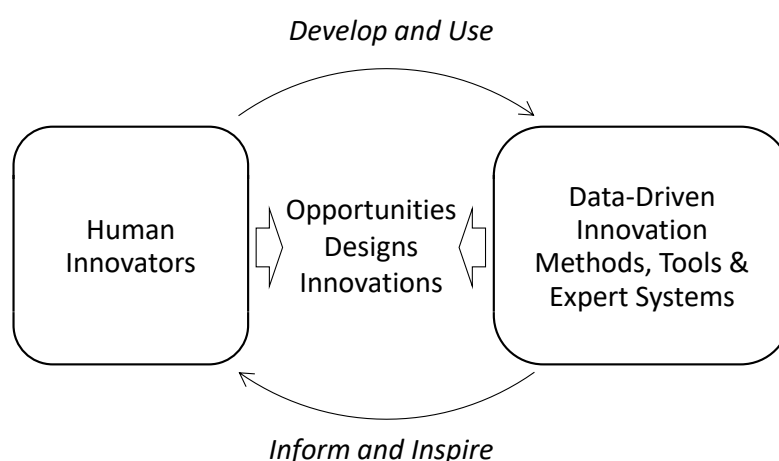 Develop and Use
Human
Innovators
Opportunities
Designs
Innovations
Data-Driven
Innovation
Methods, Tools &
Expert Systems
Inform and Inspire